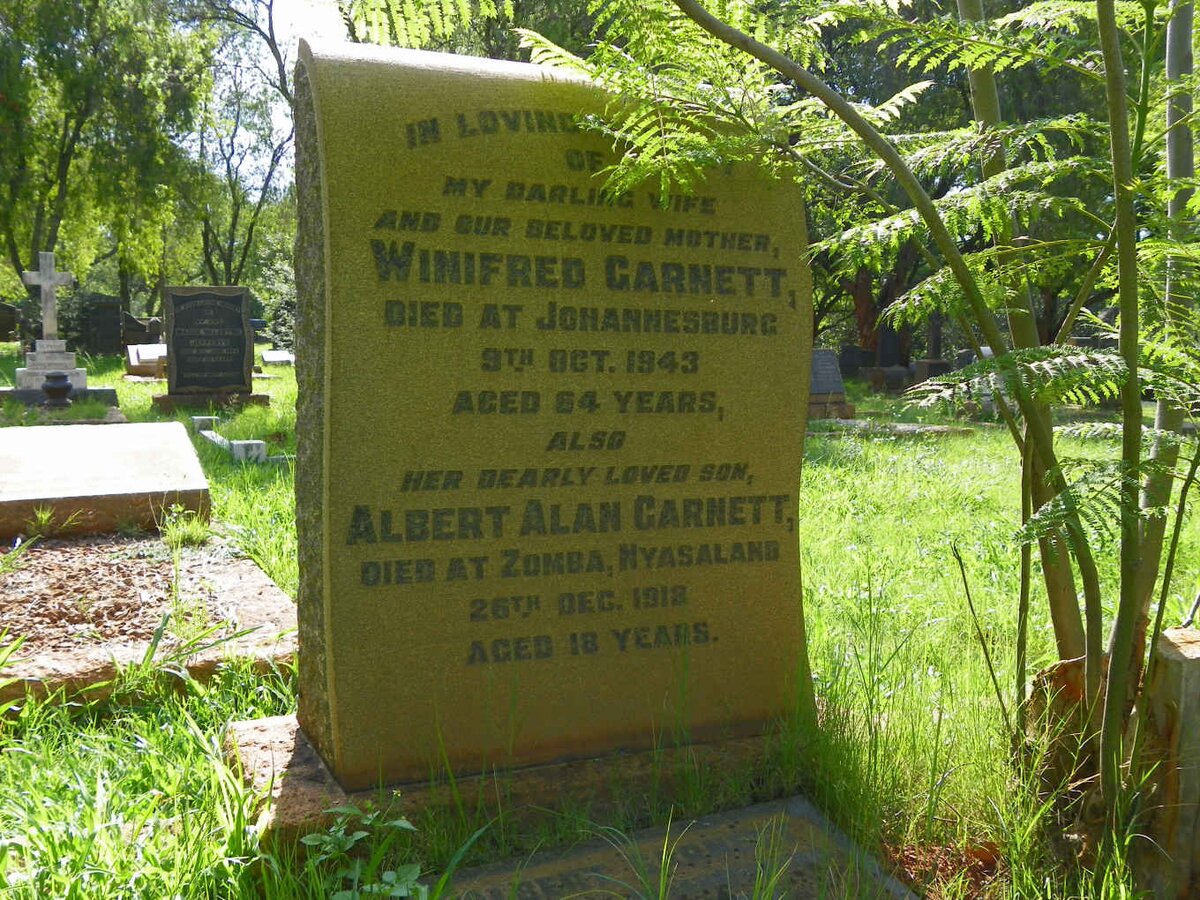 IN LOVING
OF
MY DARLING WIFE
AND OUR BELOVED MOTHER,
WINIFRED GARNETT,
DIED AT JOHANNESBURG
9TH OCT. 1943
AGED 64 YEARS,
ALSO
HER DEARLY LOVED SON,
ALBERT ALAN GARNETT,
DIED AT ZOMBA, NYASALAND
26TH DEC. 1912
AGED 18 YEARS.
JEFFERYS